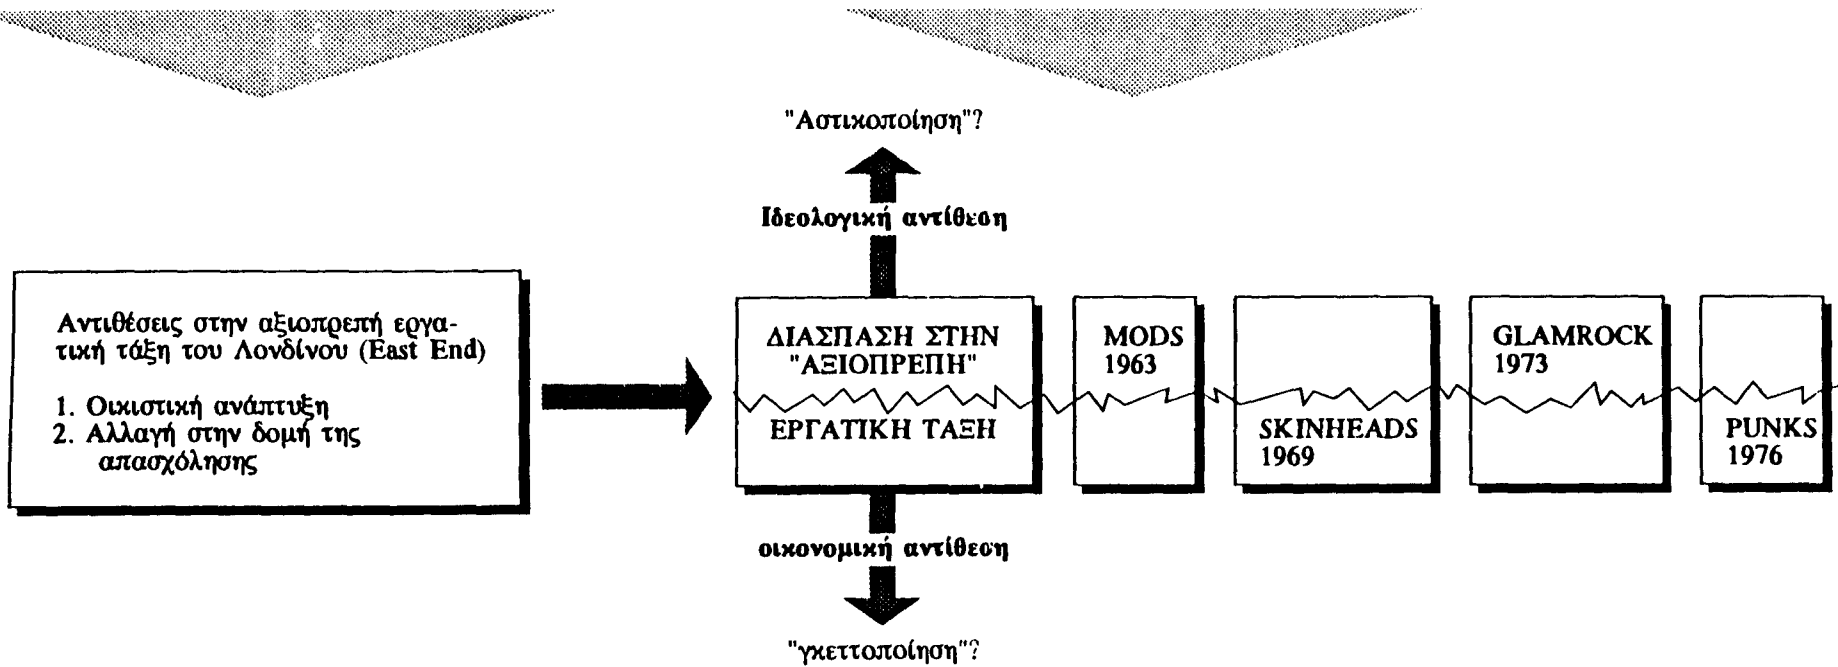 "Αστικοποίηση"?
Ιδεολογική αντίθεση
Αντιθέσεις στην αξιοπρεπή εργα-
τική τάξη του Λονδίνου (East End)
1. Οικιστική ανάπτυξη
2. Αλλαγή στην δομή της
απασχόλησης
ΔΙΑΣΠΑΣΗ ΣΤΗΝ
"ΑΞΙΟΠΡΕΠΗ"
ΕΡΓΑΤΙΚΗ ΤΑΞΗ
MODS
1963
SKINHEADS
1969
GLAMROCK
1973
PUNKS
1976
οικονομική αντίθεση
"γκεττοποίηση"?